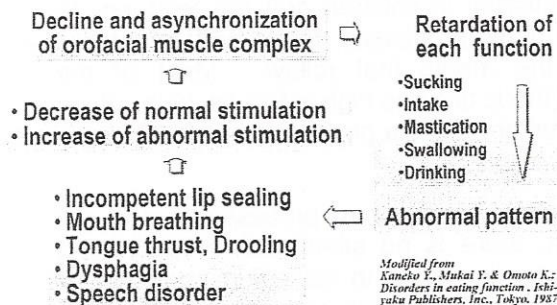 Decline and asynchronization
of orofacial muscle complex
Retardation of
each function
•Sucking
•Intake
•Mastication
•Swallowing
•Drinking
• Decrease of normal stimulation
• Increase of abnormal stimulation
• Incompetent lip sealing
• Mouth breathing
• Tongue thrust, Drooling
• Dysphagia
• Speech disorder
Abnormal pattern
Modified from
Kaneko Y., Mukai Y. & Omoto K.:
Disorders in eating function . Ishi-
yaku Publishers, Inc., Tokyo, 1987